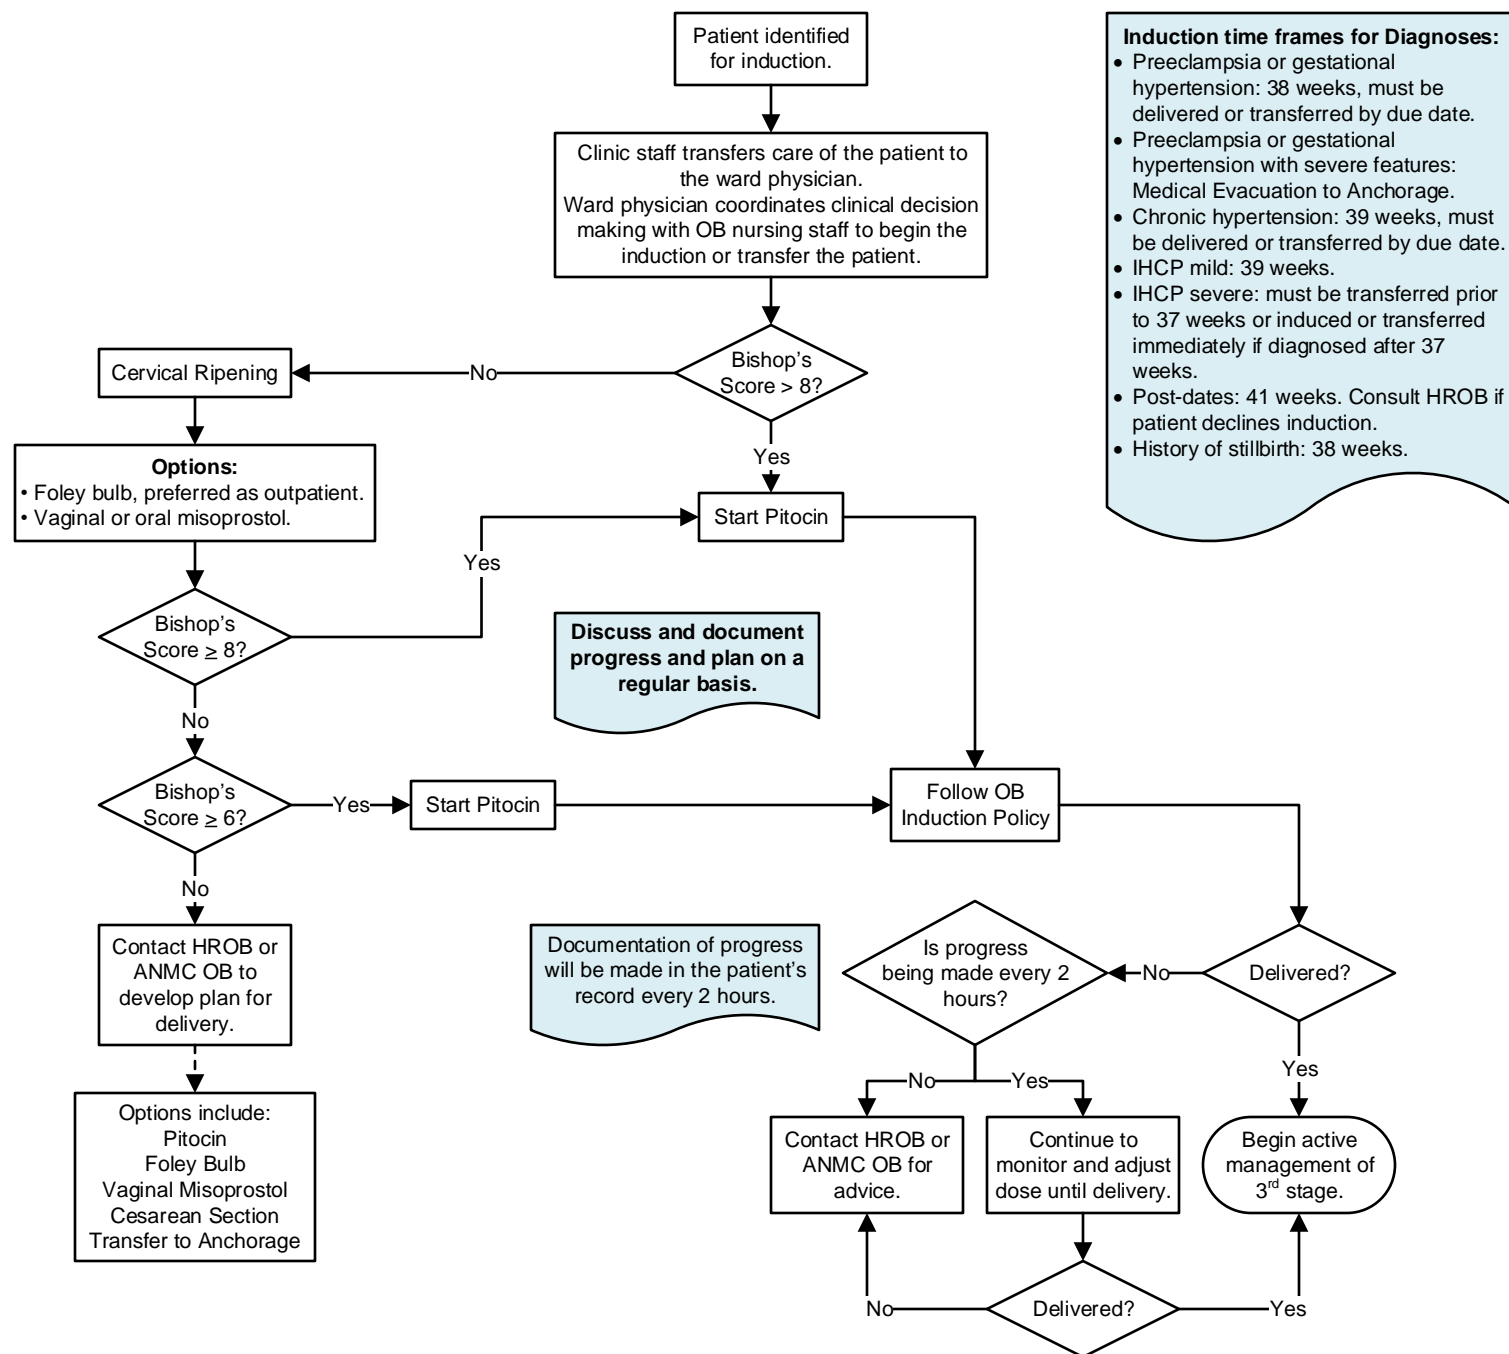 Patient identified
for induction.
Clinic staff transfers care of the patient to
the ward physician.
Ward physician coordinates clinical decision
making with OB nursing staff to begin the
induction or transfer the patient.
Induction time frames for Diagnoses:
• Preeclampsia or gestational
hypertension: 38 weeks, must be
delivered or transferred by due date.
• Preeclampsia or gestational
hypertension with severe features:
Medical Evacuation to Anchorage.
• Chronic hypertension: 39 weeks, must
be delivered or transferred by due date.
• IHCP mild: 39 weeks.
• IHCP severe: must be transferred prior
to 37 weeks or induced or transferred
immediately if diagnosed after 37
weeks.
• Post-dates: 41 weeks. Consult HROB if
patient declines induction.
• History of stillbirth: 38 weeks.
Bishop’s
Score > 8?
No
Cervical Ripening
Yes
Options:
• Foley bulb, preferred as outpatient.
• Vaginal or oral misoprostol.
Start Pitocin
Yes
Bishop’s
Score ≥ 8?
Discuss and document
progress and plan on a
regular basis.
No
Bishop’s
Score ≥ 6?
Yes
Start Pitocin
Follow OB
Induction Policy
No
Contact HROB or
ANMC OB to
develop plan for
delivery.
Documentation of progress
will be made in the patient’s
record every 2 hours.
Is progress
being made every 2
hours?
No
Delivered?
Yes
No
Yes
Options include:
Pitocin
Foley Bulb
Vaginal Misoprostol
Cesarean Section
Transfer to Anchorage
Contact HROB or
ANMC OB for
advice.
Continue to
monitor and adjust
dose until delivery.
Begin active
management of
3rd stage.
No
Delivered?
Yes